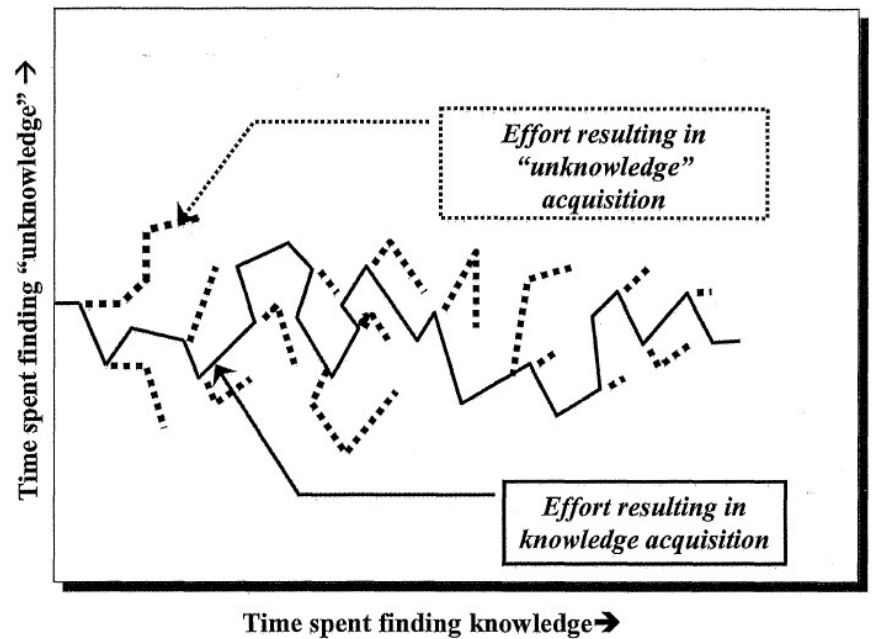 Time spent finding “unknowledge” →
Effort resulting in
“unknowledge”
acquisition
Effort resulting in
knowledge acquisition
Time spent finding knowledge→